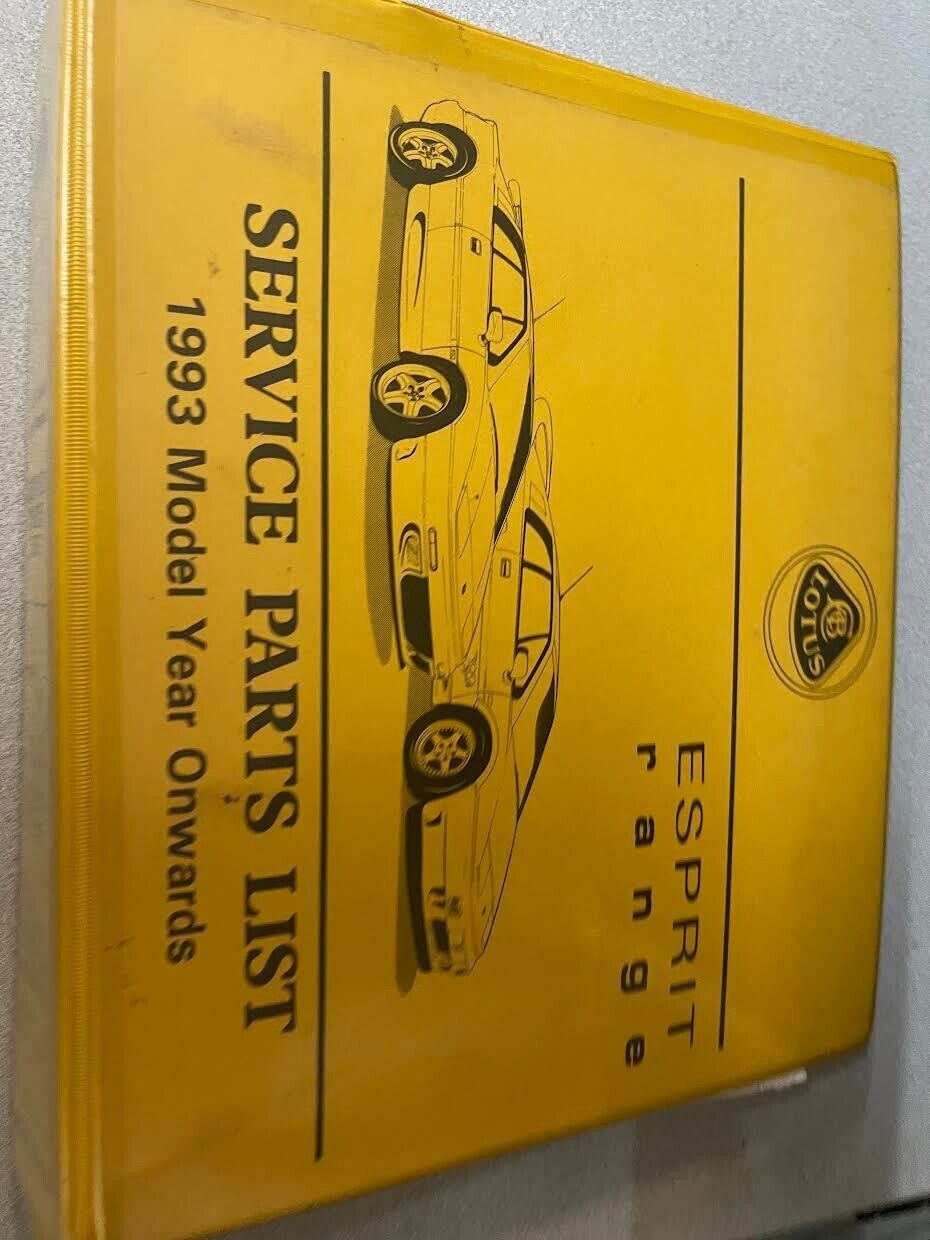 LOTUS
ESPRIT
range
SERVICE PARTS LIST
1993 Model Year Onwards